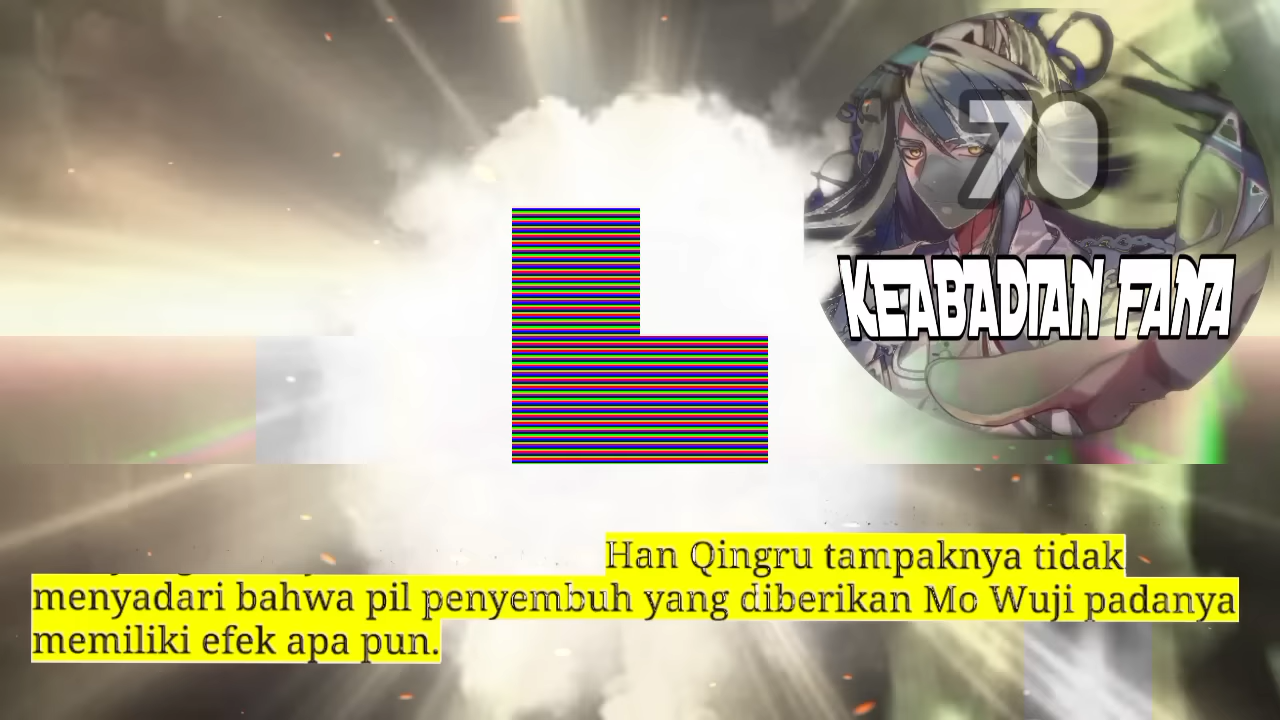 70
KEABADIAN FANA
Han Qingru tampaknya tidak
menyadari bahwa pil penyembuh yang diberikan Mo Wuji padanya
memiliki efek apa pun.